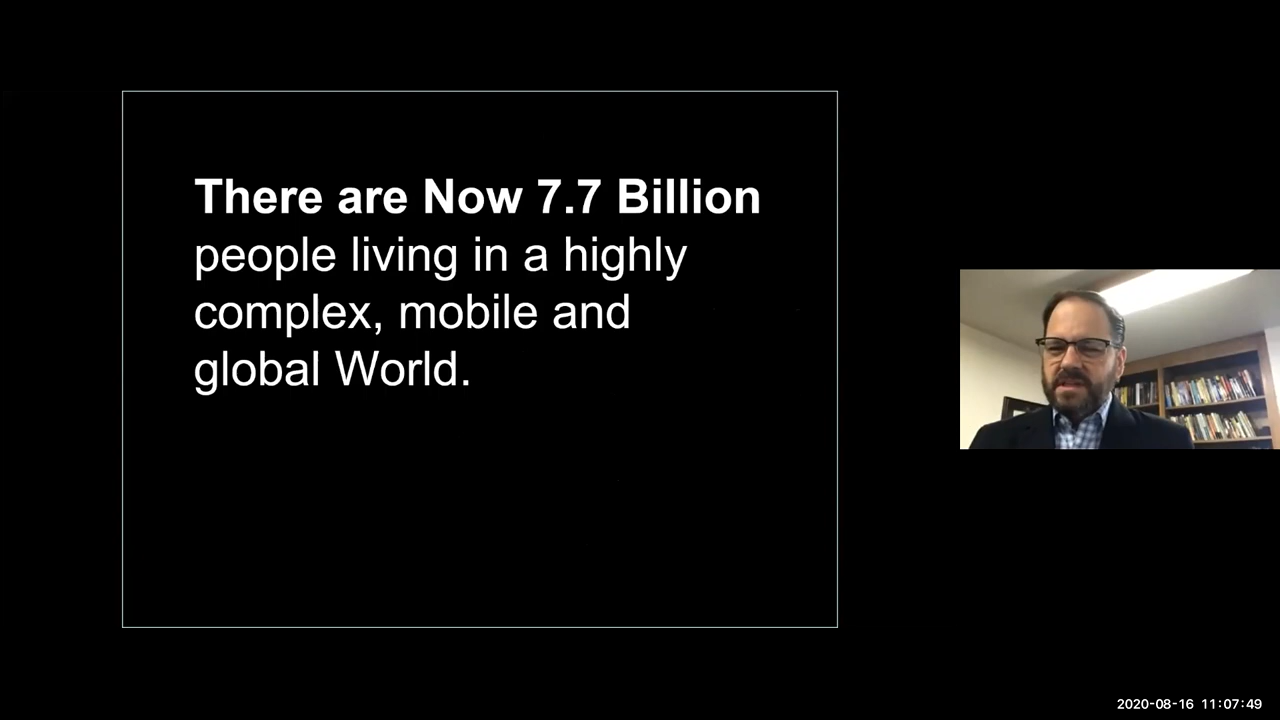 There are Now 7.7 Billion
people living in a highly
complex, mobile and
global World.
2020-08-16 11:07:49